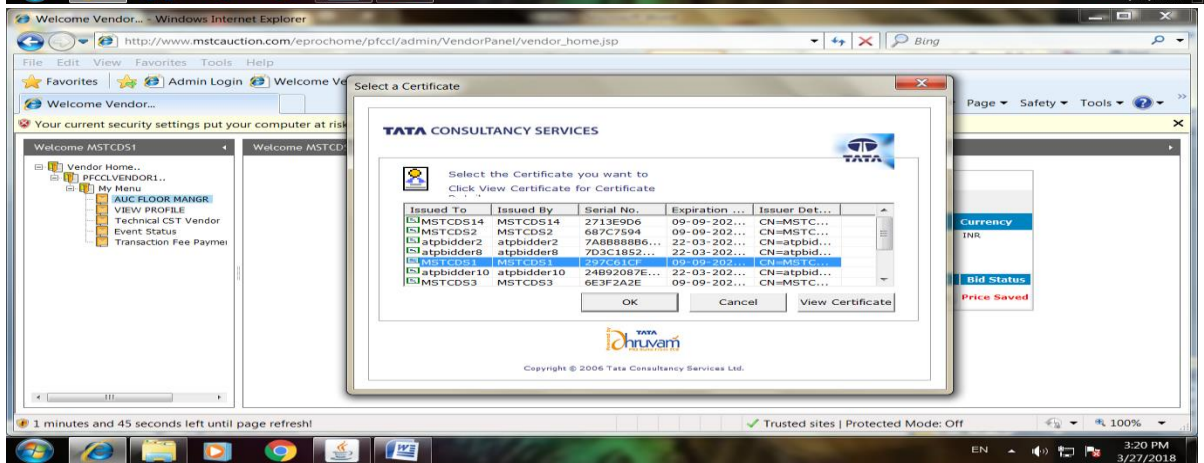 Welcome Vendor... - Windows Internet Explorer
http://www.mstcauction.com/eprochome/pfccl/admin/VendorPanel/vendor_home.jsp
Bing
File Edit View Favorites Tools Help
Favorites Admin Login Welcome Ve
Welcome Vendor...
Page Safety Tools
Your current security settings put your computer at risk
Welcome MSTCDS1
Welcome MSTCD
Vendor Home..
PFCCLVENDOR1..
My Menu
AUC FLOOR MANGR
VIEW PROFILE
Technical CST Vendor
Event Status
Transaction Fee Paymei
Select a Certificate
TATA CONSULTANCY SERVICES
TATA
Select the Certificate you want to
Click View Certificate for Certificate
Issued To Issued By Serial No. Expiration ... Issuer Det...
MSTCDS14 MSTCDS14 2713E9D6 09-09-202... CN=MSTC...
MSTCDS2 MSTCDS2 687C7594 09-09-202... CN=MSTC...
atpbidder2 atpbidder2 7A8B888B6... 22-03-202... CN=atpbid...
atpbidder8 atpbidder8 7D3C1852... 22-03-202... CN=atpbid...
MSTCDS1 MSTCDS1 297C61CF 09-09-202... CN=MSTC...
atpbidder10 atpbidder10 24B92087E... 22-03-202... CN=atpbid...
MSTCDS3 MSTCDS3 6E3F2A2E 09-09-202... CN=MSTC...
OK Cancel View Certificate
TATA
Dhruvam
Copyright © 2006 Tata Consultancy Services Ltd.
Currency
INR
Bid Status
Price Saved
1 minutes and 45 seconds left until page refresh!
Trusted sites | Protected Mode: Off
100%
EN
3:20 PM
3/27/2018